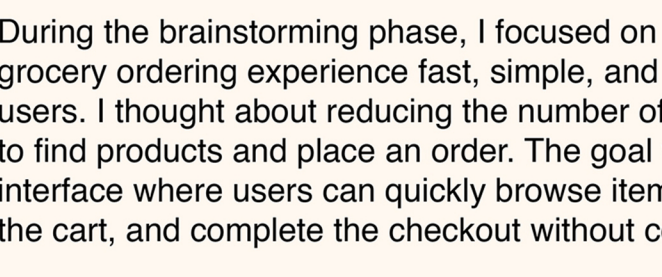 During the brainstorming phase, I focused on
grocery ordering experience fast, simple, and
users. I thought about reducing the number of
to find products and place an order. The goal
interface where users can quickly browse item
the cart, and complete the checkout without c